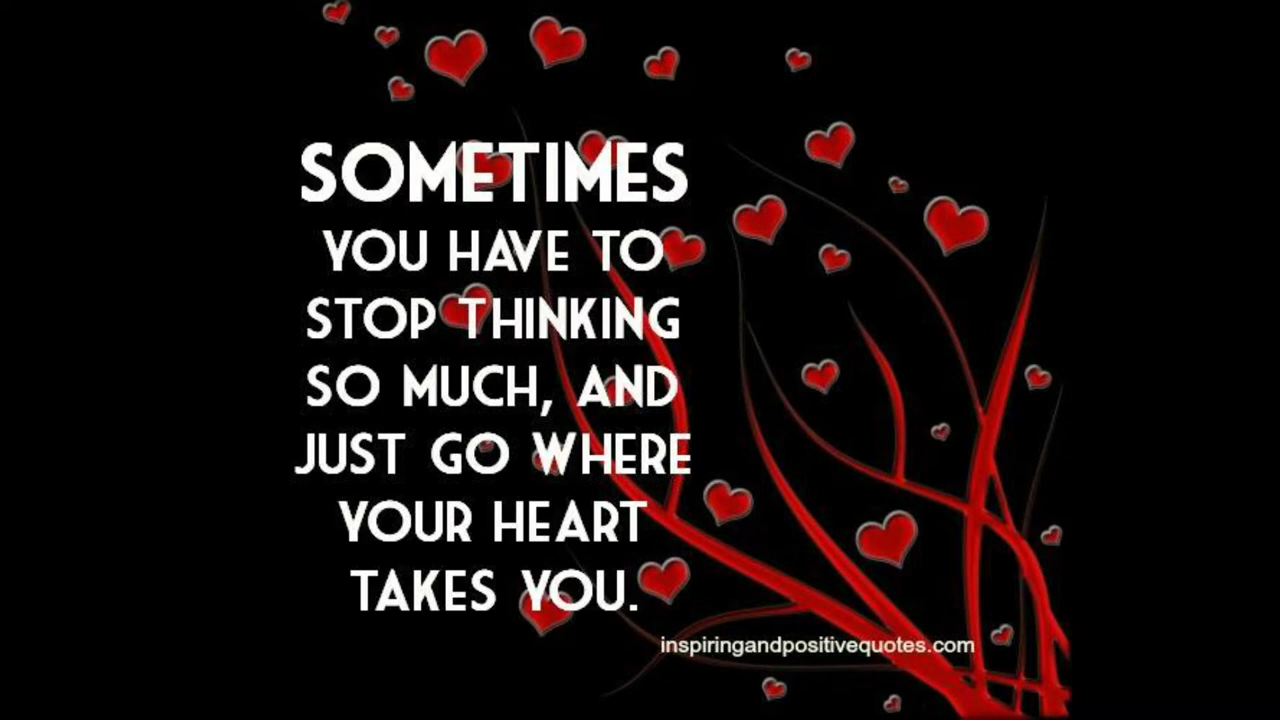 SOMETIMES
YOU HAVE TO
STOP THINKING
SO MUCH, AND
JUST GO WHERE
YOUR HEART
TAKES YOU.
inspiringandpositivequotes.com